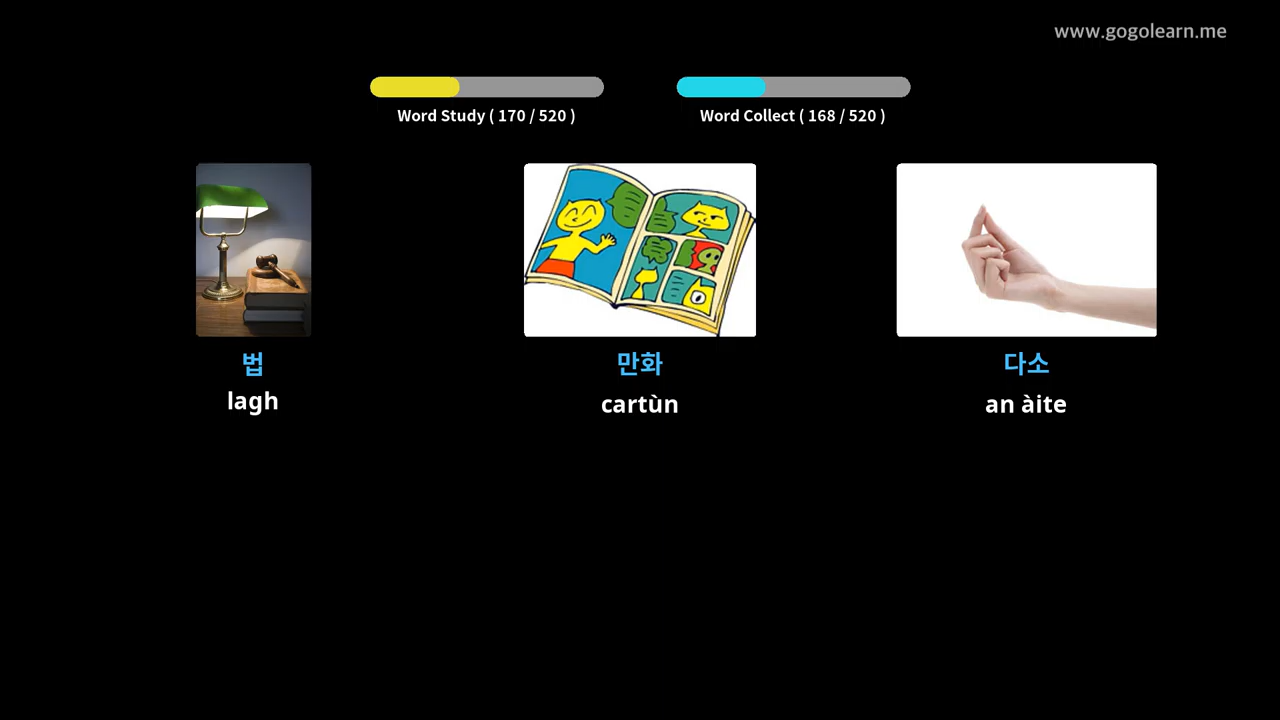 www.gogolearn.me
Word Study ( 170 / 520 )
Word Collect ( 168 / 520 )
법
lagh
만화
cartùn
다소
an àite